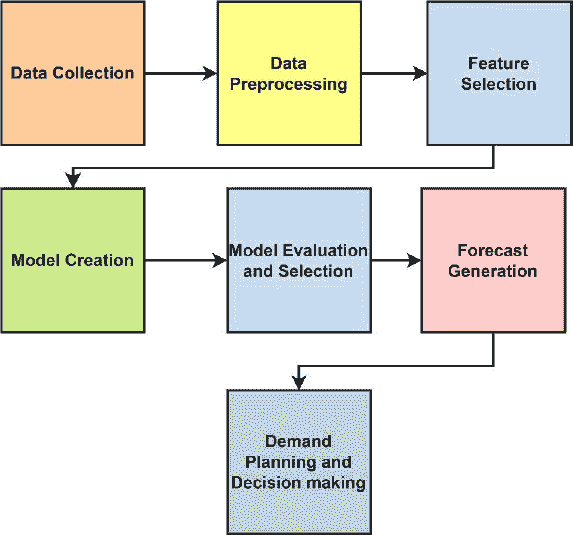 Data Collection
Data
Preprocessing
Feature
Selection
Model Creation
Model Evaluation
and Selection
Forecast
Generation
Demand
Planning and
Decision making